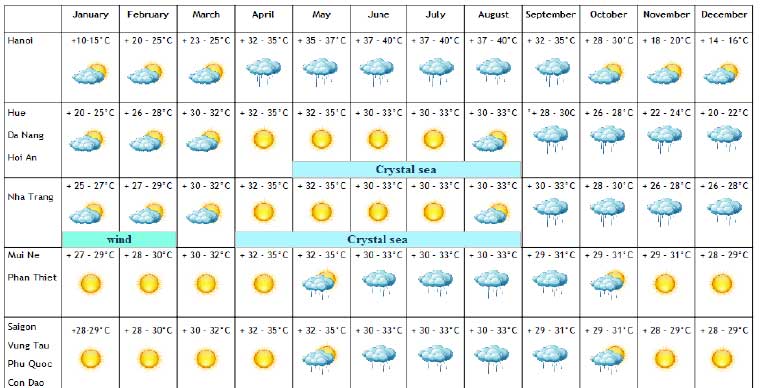 January February March April May June July August September October November December
Hanoi +10-15°C + 20 - 25°C + 23 - 25°C + 32 - 35°C + 35 - 37°C + 37 - 40°C + 37 - 40°C + 37 - 40°C + 32 - 35°C + 28 - 30°C + 18 - 20°C + 14 - 16°C
Hue + 20 - 25°C + 26 - 28°C + 30 - 32°C + 32 - 35°C + 32 - 35°C + 30 - 33°C + 30 - 33°C + 30 - 33°C °+ 28 - 30C + 26 - 28°C + 22 - 24°C + 20 - 22°C
Da Nang
Hoi An
Crystal sea
Nha Trang + 25 - 27°C + 27 - 29°C + 30 - 32°C + 32 - 35°C + 32 - 35°C + 30 - 33°C + 30 - 33°C + 30 - 33°C + 30 - 33°C + 28 - 30°C + 26 - 28°C + 26 - 28°C
wind Crystal sea
Mui Ne + 27 - 29°C + 28 - 30°C + 30 - 32°C + 32 - 35°C + 32 - 35°C + 30 - 33°C + 30 - 33°C + 30 - 33°C + 29 - 31°C + 29 - 31°C + 29 - 31°C + 28 - 29°C
Phan Thiet
Saigon +28-29°C + 28 - 30°C + 30 - 32°C + 32 - 35°C + 32 - 35°C + 30 - 33°C + 30 - 33°C + 30 - 33°C + 29 - 31°C + 29 - 31°C + 28 - 29°C + 28 - 29°C
Vung Tau
Phu Quoc
Con Dao